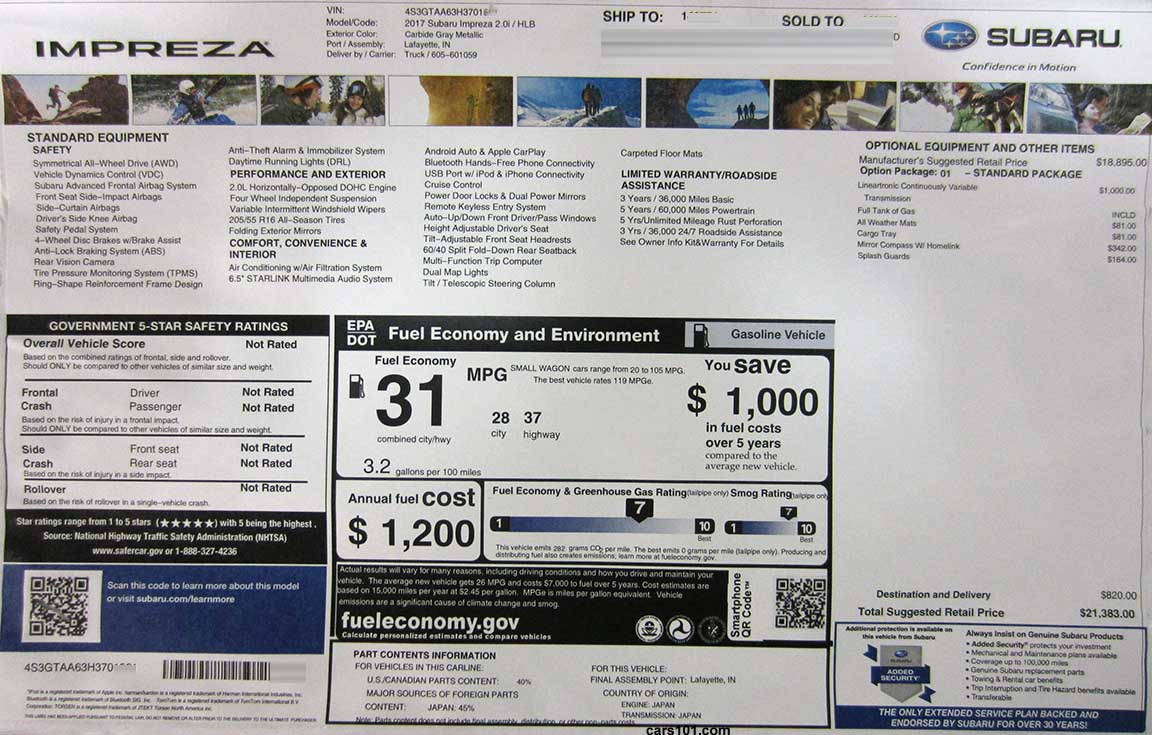 IMPREZA
VIN: 4S3GTAA63H3701
Model/Code: 2017 Subaru Impreza 2.0i / HLB
Exterior Color: Carbide Gray Metallic
Port / Assembly: Lafayette, IN
Deliver by / Carrier: Truck / 605-601059
SHIP TO: 1
SOLD TO
D
SUBARU.
Confidence in Motion
STANDARD EQUIPMENT
SAFETY
Symmetrical All-Wheel Drive (AWD)
Vehicle Dynamics Control (VDC)
Subaru Advanced Frontal Airbag System
Front Seat Side-Impact Airbags
Side-Curtain Airbags
Driver's Side Knee Airbag
Safety Pedal System
4-Wheel Disc Brakes w/Brake Assist
Anti-Lock Braking System (ABS)
Rear Vision Camera
Tire Pressure Monitoring System (TPMS)
Ring-Shape Reinforcement Frame Design
Anti-Theft Alarm & Immobilizer System
Daytime Running Lights (DRL)
PERFORMANCE AND EXTERIOR
2.0L Horizontally-Opposed DOHC Engine
Four Wheel Independent Suspension
Variable Intermittent Windshield Wipers
205/55 R16 All-Season Tires
Folding Exterior Mirrors
COMFORT, CONVENIENCE &
INTERIOR
Air Conditioning w/Air Filtration System
6.5" STARLINK Multimedia Audio System
Android Auto & Apple CarPlay
Bluetooth Hands-Free Phone Connectivity
USB Port w/ iPod & iPhone Connectivity
Cruise Control
Power Door Locks & Dual Power Mirrors
Remote Keyless Entry System
Auto-Up/Down Front Driver/Pass Windows
Height Adjustable Driver's Seat
Tilt-Adjustable Front Seat Headrests
60/40 Split Fold-Down Rear Seatback
Multi-Function Trip Computer
Dual Map Lights
Tilt / Telescopic Steering Column
Carpeted Floor Mats
LIMITED WARRANTY/ROADSIDE
ASSISTANCE
3 Years / 36,000 Miles Basic
5 Years / 60,000 Miles Powertrain
5 Yrs/Unlimited Mileage Rust Perforation
3 Yrs / 36,000 24/7 Roadside Assistance
See Owner Info Kit&Warranty For Details
OPTIONAL EQUIPMENT AND OTHER ITEMS
Manufacturer's Suggested Retail Price $18,895.00
Option Package: 01 - STANDARD PACKAGE
Lineartronic Continuously Variable $1,000.00
Transmission
Full Tank of Gas INCLD
All Weather Mats $81.00
Cargo Tray $81.00
Mirror Compass W/ Homelink $342.00
Splash Guards $164.00
GOVERNMENT 5-STAR SAFETY RATINGS
Overall Vehicle Score Not Rated
Based on the combined ratings of frontal, side and rollover.
Should ONLY be compared to other vehicles of similar size and weight.
Frontal Driver Not Rated
Crash Passenger Not Rated
Based on the risk of injury in a frontal impact.
Should ONLY be compared to other vehicles of similar size and weight.
Side Front seat Not Rated
Crash Rear seat Not Rated
Based on the risk of injury in a side impact.
Rollover Not Rated
Based on the risk of rollover in a single-vehicle crash.
Star ratings range from 1 to 5 stars (★★★★★) with 5 being the highest.
Source: National Highway Traffic Safety Administration (NHTSA)
www.safercar.gov or 1-888-327-4236
Scan this code to learn more about this model
or visit subaru.com/learnmore
4S3GTAA63H370
EPA
DOT
Fuel Economy and Environment
Gasoline Vehicle
Fuel Economy
31 MPG
combined city/hwy
28 37
city highway
SMALL WAGON cars range from 20 to 105 MPG.
The best vehicle rates 119 MPGe.
3.2 gallons per 100 miles
You save
$ 1,000
in fuel costs
over 5 years
compared to the
average new vehicle.
Annual fuel cost
$ 1,200
Fuel Economy & Greenhouse Gas Rating (tailpipe only)
1 7 10
Best
Smog Rating (tailpipe only)
1 7 10
Best
This vehicle emits 282 grams CO2 per mile. The best emits 0 grams per mile (tailpipe only). Producing and
distributing fuel also creates emissions; learn more at fueleconomy.gov.
Actual results will vary for many reasons, including driving conditions and how you drive and maintain your
vehicle. The average new vehicle gets 26 MPG and costs $7,000 to fuel over 5 years. Cost estimates are
based on 15,000 miles per year at $2.45 per gallon. MPGe is miles per gallon equivalent. Vehicle
emissions are a significant cause of climate change and smog.
fueleconomy.gov
Calculate personalized estimates and compare vehicles
Smartphone
QR Code™
PART CONTENTS INFORMATION
FOR VEHICLES IN THIS CARLINE:
U.S./CANADIAN PARTS CONTENT: 40%
MAJOR SOURCES OF FOREIGN PARTS
CONTENT: JAPAN: 45%
Note: Parts content does not include final assembly, distribution, or other non-parts costs
FOR THIS VEHICLE:
FINAL ASSEMBLY POINT: Lafayette, IN
COUNTRY OF ORIGIN:
ENGINE: JAPAN
TRANSMISSION: JAPAN
Destination and Delivery $820.00
Total Suggested Retail Price $21,383.00
Additional protection is available on
this vehicle from Subaru
SUBARU
ADDED
SECURITY
Always Insist on Genuine Subaru Products
• Added Security® protects your investment
• Mechanical and Maintenance plans available
• Coverage up to 100,000 miles
• Genuine Subaru replacement parts
• Towing & Rental car benefits
• Trip Interruption and Tire Hazard benefits available
• Transferable
THE ONLY EXTENDED SERVICE PLAN BACKED AND
ENDORSED BY SUBARU FOR OVER 30 YEARS!
cars101.com